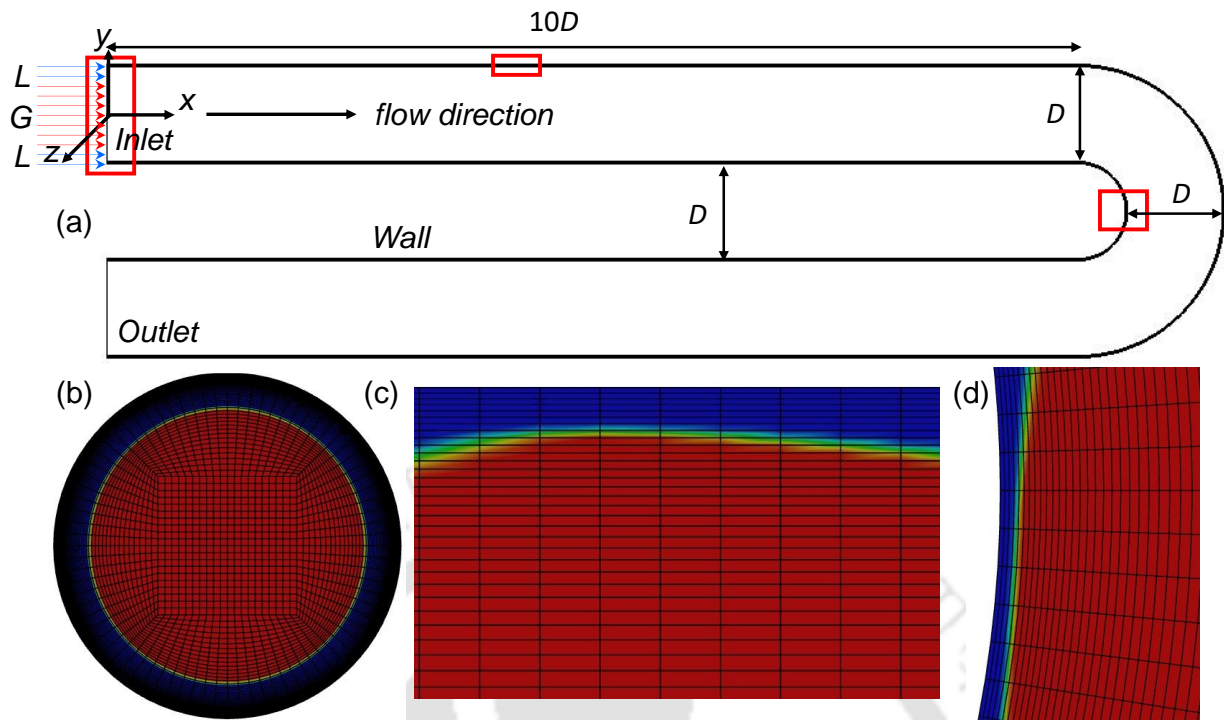 10D
y
L
x
G
flow direction
D
Inlet
z
L
D
D
(a)
Wall
Outlet
(b)
(c)
(d)